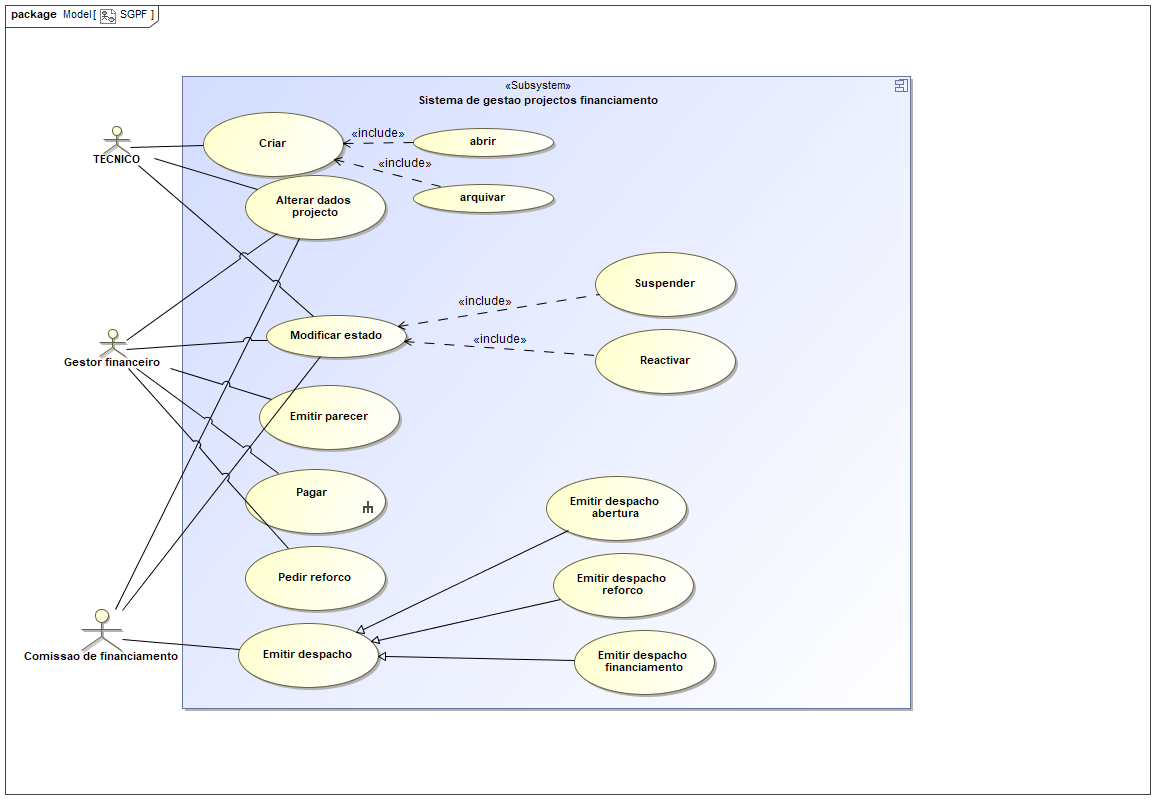 package Model [ SGPF ]
«Subsystem»
Sistema de gestao projectos financiamento
TECNICO
Criar
«include»
abrir
«include»
arquivar
Alterar dados
projecto
Suspender
«include»
Modificar estado
«include»
Reactivar
Gestor financeiro
Emitir parecer
Pagar
Emitir despacho
abertura
Pedir reforco
Emitir despacho
reforco
Comissao de financiamento
Emitir despacho
Emitir despacho
financiamento